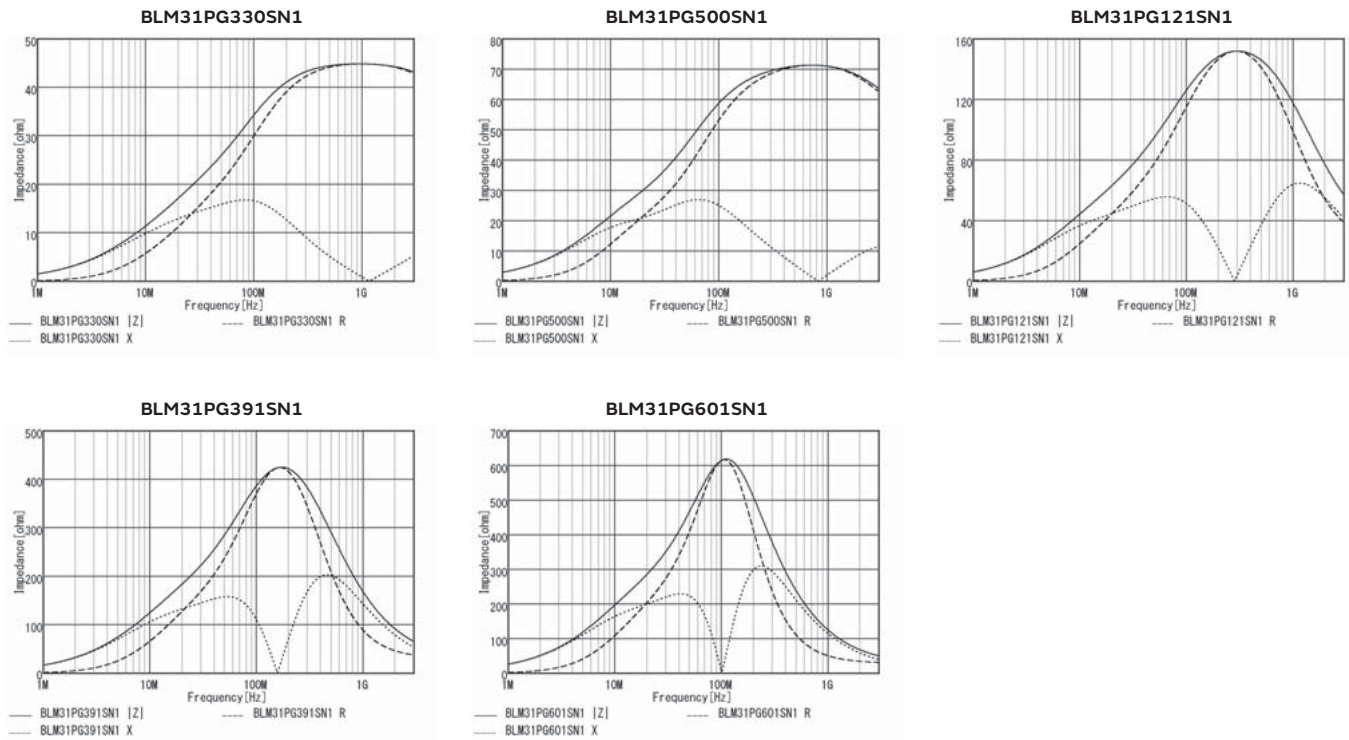 BLM31PG330SN1
50
40
30
20
10
0
Impedance[ohm]
1M 10M 100M 1G
Frequency[Hz]
BLM31PG330SN1 |Z| BLM31PG330SN1 R
BLM31PG330SN1 X
BLM31PG500SN1
80
70
60
50
40
30
20
10
0
Impedance[ohm]
1M 10M 100M 1G
Frequency[Hz]
BLM31PG500SN1 |Z| BLM31PG500SN1 R
BLM31PG500SN1 X
BLM31PG121SN1
160
120
80
40
0
Impedance[ohm]
1M 10M 100M 1G
Frequency[Hz]
BLM31PG121SN1 |Z| BLM31PG121SN1 R
BLM31PG121SN1 X
BLM31PG391SN1
500
400
300
200
100
0
Impedance[ohm]
1M 10M 100M 1G
Frequency[Hz]
BLM31PG391SN1 |Z| BLM31PG391SN1 R
BLM31PG391SN1 X
BLM31PG601SN1
700
600
500
400
300
200
100
0
Impedance[ohm]
1M 10M 100M 1G
Frequency[Hz]
BLM31PG601SN1 |Z| BLM31PG601SN1 R
BLM31PG601SN1 X